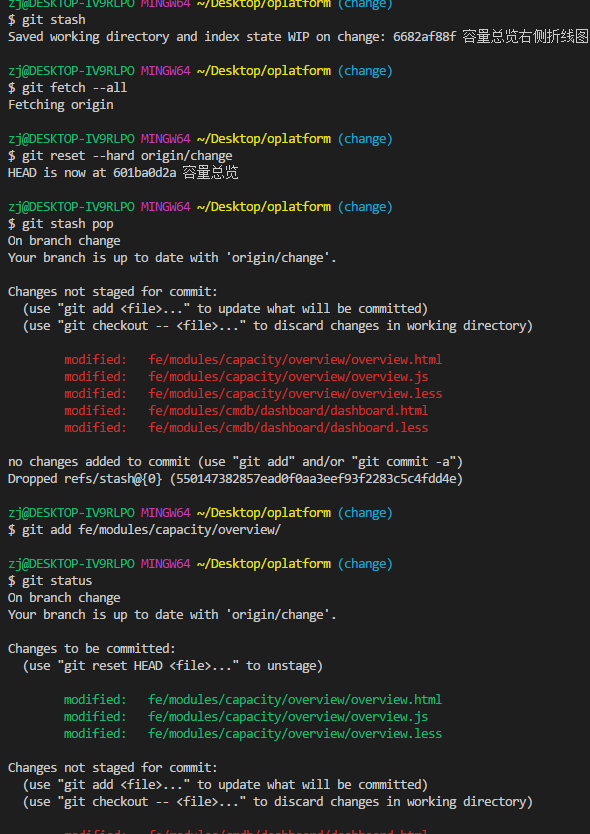 zj@DESKTOP-IV9RLPO MINGW64 ~/Desktop/oplatform (change)
$ git stash
Saved working directory and index state WIP on change: 6682af88f 容量总览右侧折线图
zj@DESKTOP-IV9RLPO MINGW64 ~/Desktop/oplatform (change)
$ git fetch --all
Fetching origin
zj@DESKTOP-IV9RLPO MINGW64 ~/Desktop/oplatform (change)
$ git reset --hard origin/change
HEAD is now at 601ba0d2a 容量总览
zj@DESKTOP-IV9RLPO MINGW64 ~/Desktop/oplatform (change)
$ git stash pop
On branch change
Your branch is up to date with 'origin/change'.
Changes not staged for commit:
  (use "git add <file>..." to update what will be committed)
  (use "git checkout -- <file>..." to discard changes in working directory)
        modified:   fe/modules/capacity/overview/overview.html
        modified:   fe/modules/capacity/overview/overview.js
        modified:   fe/modules/capacity/overview/overview.less
        modified:   fe/modules/cmdb/dashboard/dashboard.html
        modified:   fe/modules/cmdb/dashboard/dashboard.less
no changes added to commit (use "git add" and/or "git commit -a")
Dropped refs/stash@{0} (550147382857ead0f0aa3eef93f2283c5c4fdd4e)
zj@DESKTOP-IV9RLPO MINGW64 ~/Desktop/oplatform (change)
$ git add fe/modules/capacity/overview/
zj@DESKTOP-IV9RLPO MINGW64 ~/Desktop/oplatform (change)
$ git status
On branch change
Your branch is up to date with 'origin/change'.
Changes to be committed:
  (use "git reset HEAD <file>..." to unstage)
        modified:   fe/modules/capacity/overview/overview.html
        modified:   fe/modules/capacity/overview/overview.js
        modified:   fe/modules/capacity/overview/overview.less
Changes not staged for commit:
  (use "git add <file>..." to update what will be committed)
  (use "git checkout -- <file>..." to discard changes in working directory)